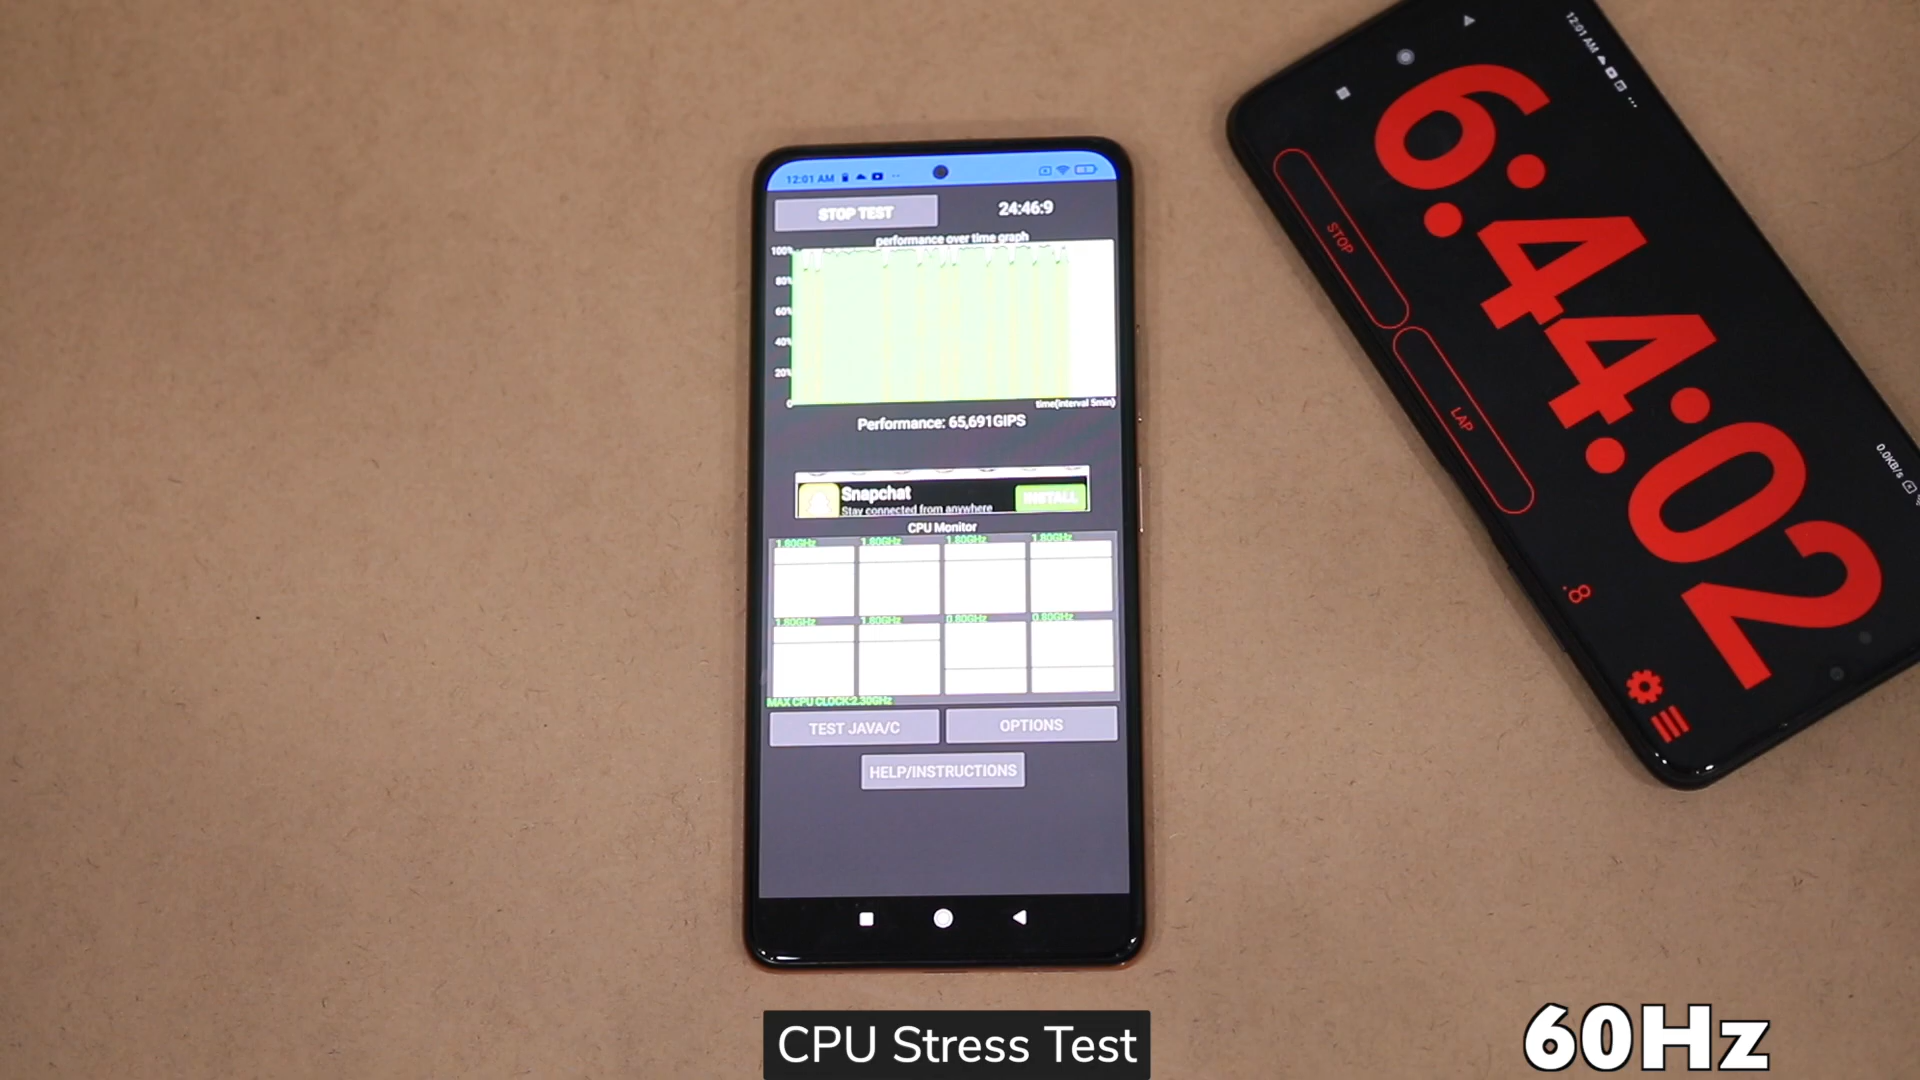 12:01 AM
STOP TEST
24:46:9
performance over time graph
100%
80%
60%
40%
20%
0
time(interval 5min)
Performance: 65,691GIPS
Snapchat
Stay connected from anywhere
INSTALL
CPU Monitor
1.80GHz 1.80GHz 1.80GHz 1.80GHz
1.80GHz 1.80GHz 0.80GHz 0.80GHz
MAX CPU CLOCK:2.30GHz
TEST JAVA/C
OPTIONS
HELP/INSTRUCTIONS
12:01 AM
6:44:02
.8
STOP
LAP
0.0KB/s
CPU Stress Test
60Hz